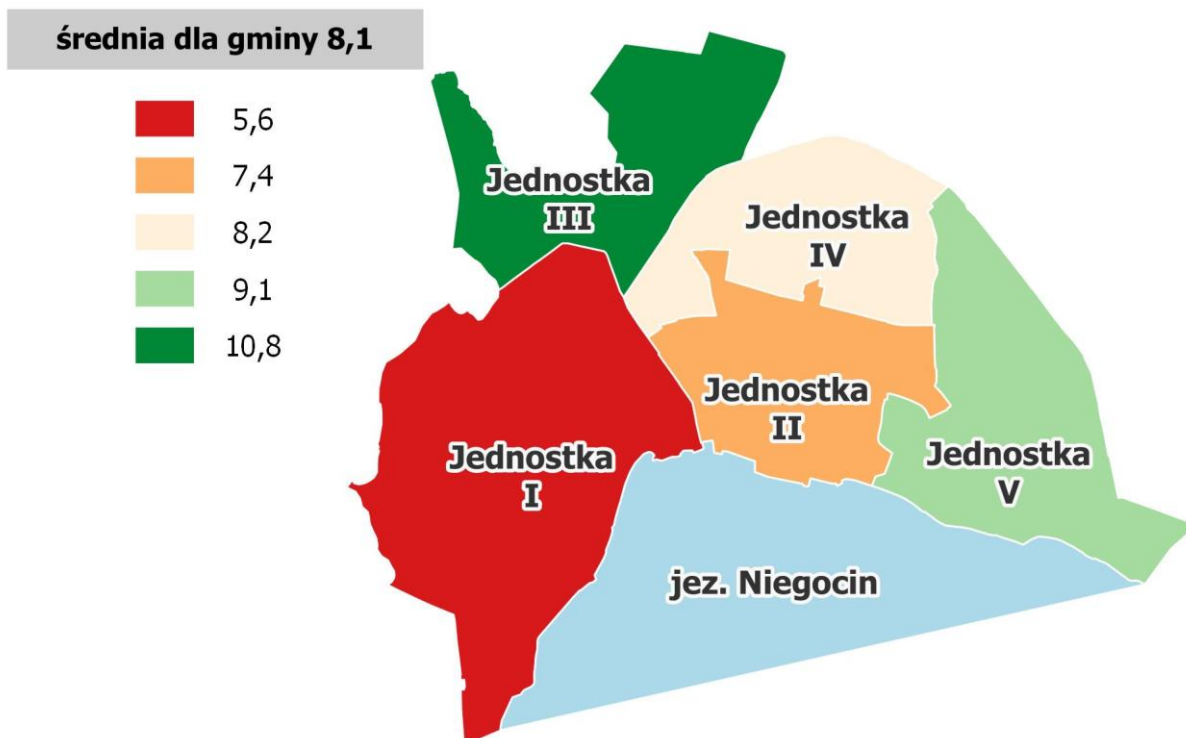 średnia dla gminy 8,1
5,6
7,4
8,2
9,1
10,8
Jednostka
III
Jednostka
IV
Jednostka
II
Jednostka
I
Jednostka
V
jez. Niegocin